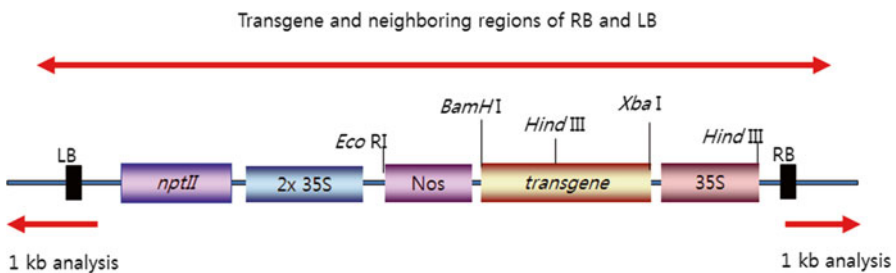 Transgene and neighboring regions of RB and LB
BamH I
Xba I
Hind III
Eco RI
Hind III
LB
RB
nptII
2x 35S
Nos
transgene
35S
1 kb analysis
1 kb analysis